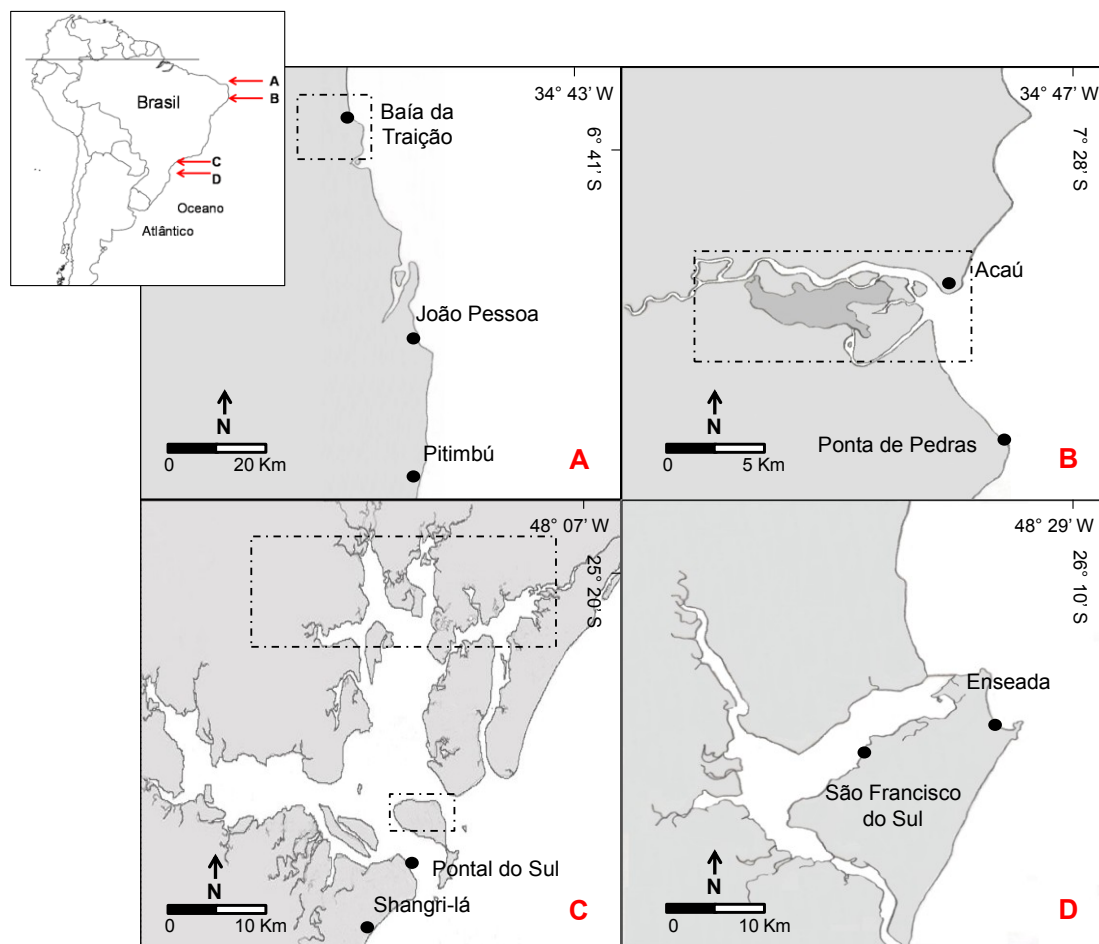 A
B
Brasil
C
D
Oceano
Atlântico
34° 43' W
6° 41' S
Baía da
Traição
João Pessoa
Pitimbú
N
0 20 Km
A
34° 47' W
7° 28' S
Acaú
Ponta de Pedras
N
0 5 Km
B
48° 07' W
25° 20' S
Pontal do Sul
Shangri-lá
N
0 10 Km
C
48° 29' W
26° 10' S
Enseada
São Francisco
do Sul
N
0 10 Km
D